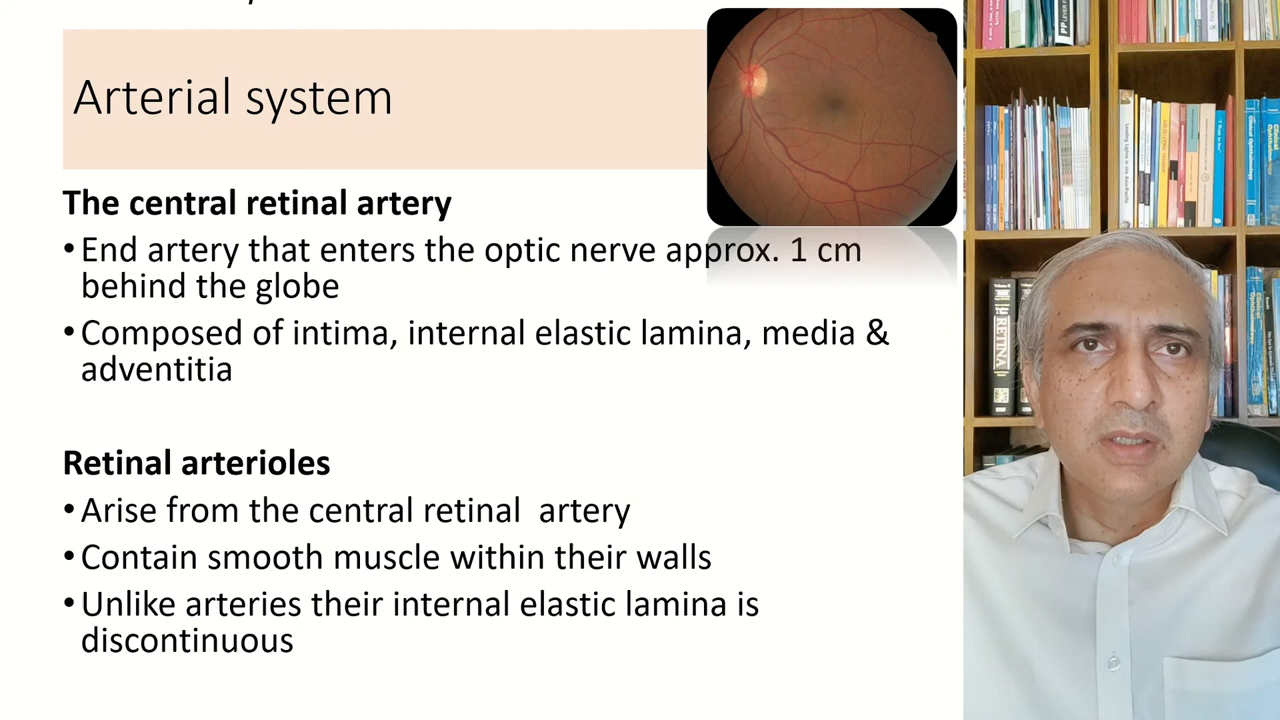 Arterial system
The central retinal artery
• End artery that enters the optic nerve approx. 1 cm
behind the globe
• Composed of intima, internal elastic lamina, media &
adventitia
Retinal arterioles
• Arise from the central retinal artery
• Contain smooth muscle within their walls
• Unlike arteries their internal elastic lamina is
discontinuous
RETINA